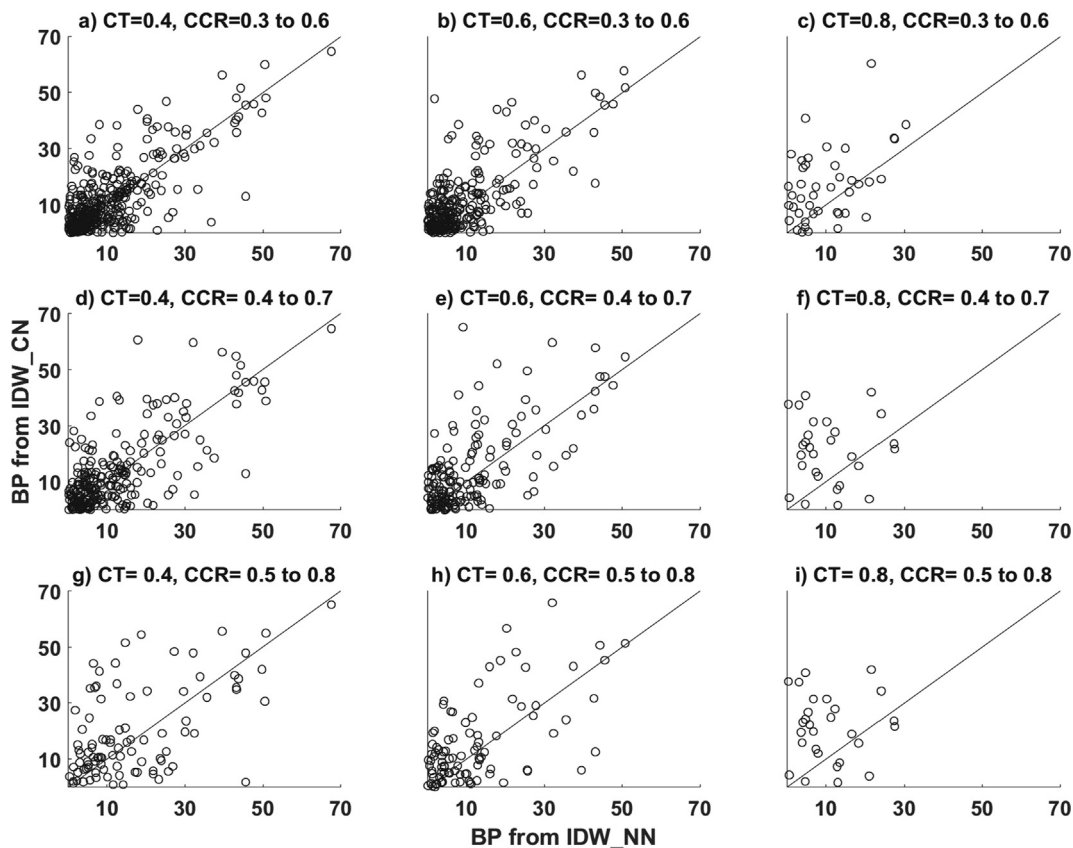 a) CT=0.4, CCR=0.3 to 0.6
b) CT=0.6, CCR=0.3 to 0.6
c) CT=0.8, CCR=0.3 to 0.6
70
50
30
10
10 30 50 70
10 30 50 70
10 30 50 70
d) CT=0.4, CCR= 0.4 to 0.7
e) CT=0.6, CCR= 0.4 to 0.7
f) CT=0.8, CCR= 0.4 to 0.7
BP from IDW_CN
70
50
30
10
10 30 50 70
10 30 50 70
10 30 50 70
g) CT= 0.4, CCR= 0.5 to 0.8
h) CT= 0.6, CCR= 0.5 to 0.8
i) CT= 0.8, CCR= 0.5 to 0.8
70
50
30
10
10 30 50 70
10 30 50 70
10 30 50 70
BP from IDW_NN